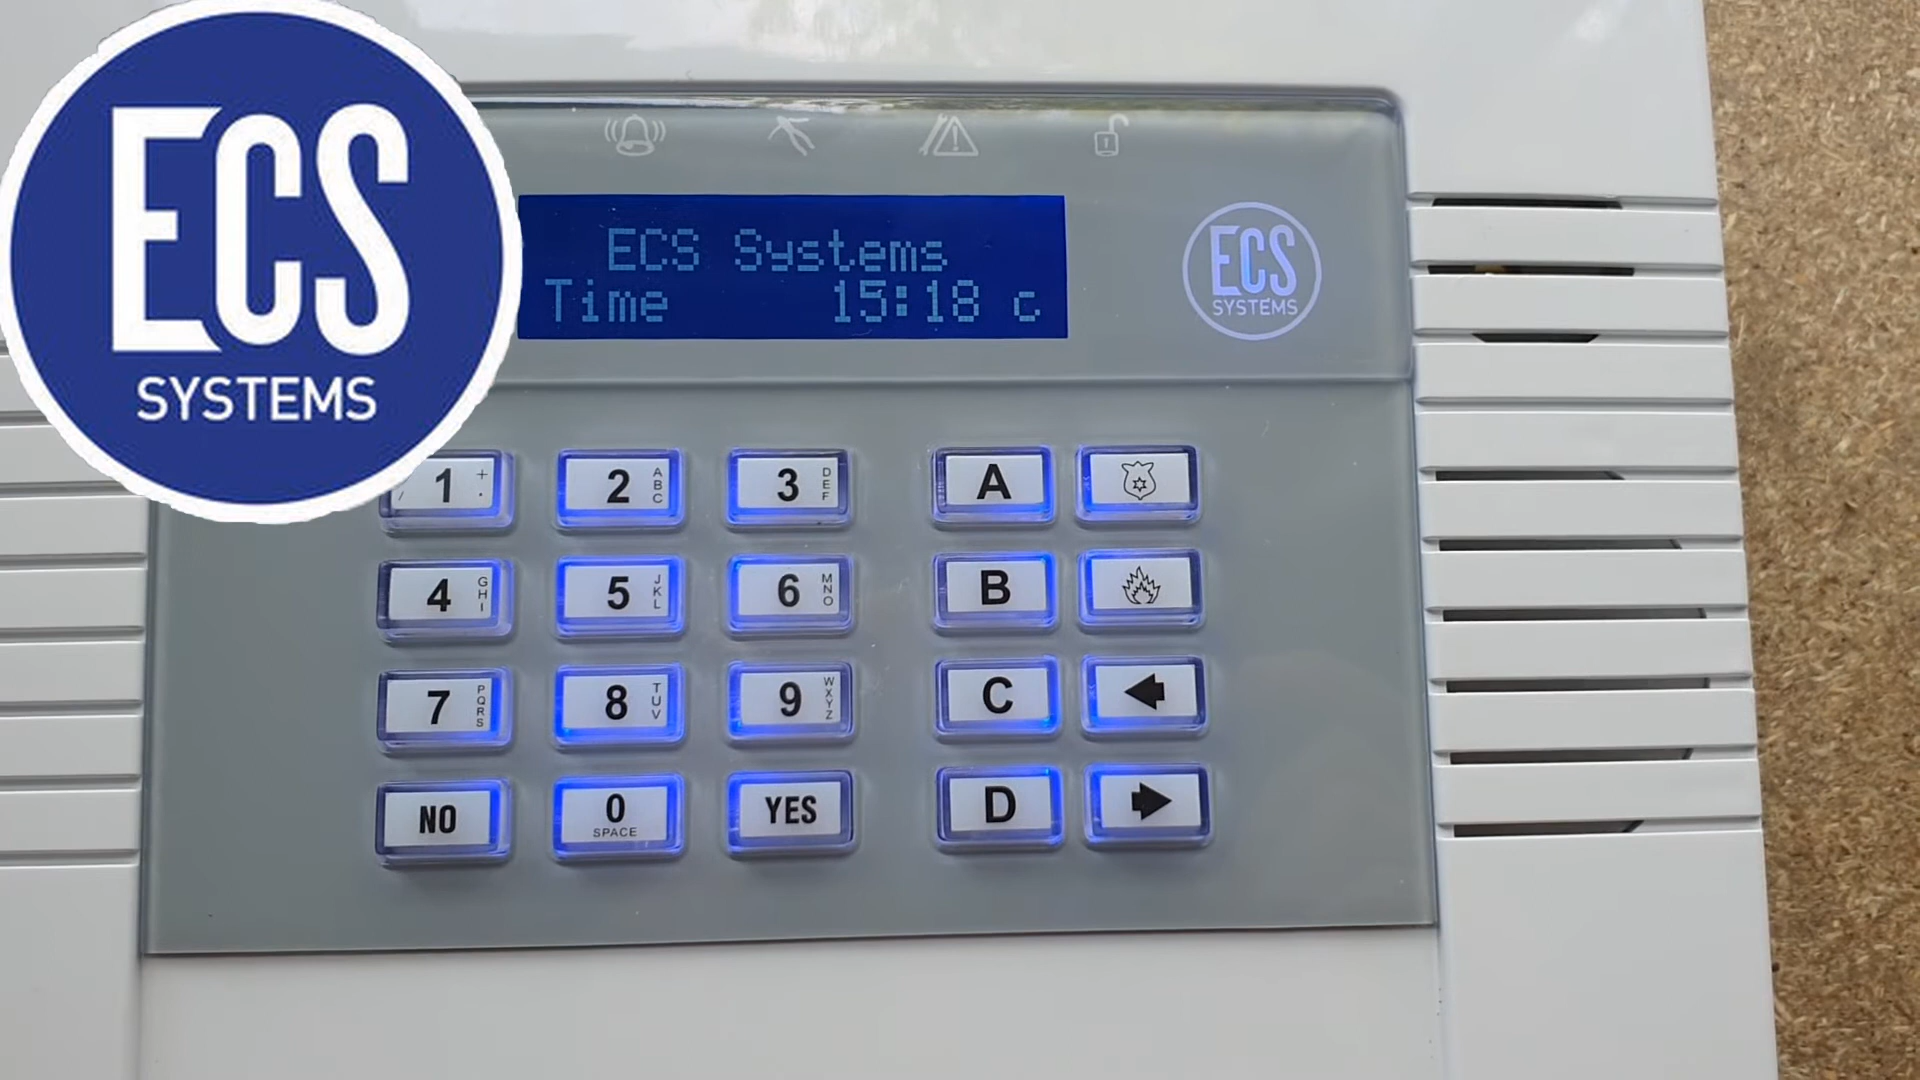 ECS
SYSTEMS
ECS Systems
Time 15:18 c
ECS
SYSTEMS
1 + / .
2 ABC
3 DEF
A
4 GHI
5 JKL
6 MNO
B
7 PQRS
8 TUV
9 WXYZ
C
NO
0
SPACE
YES
D